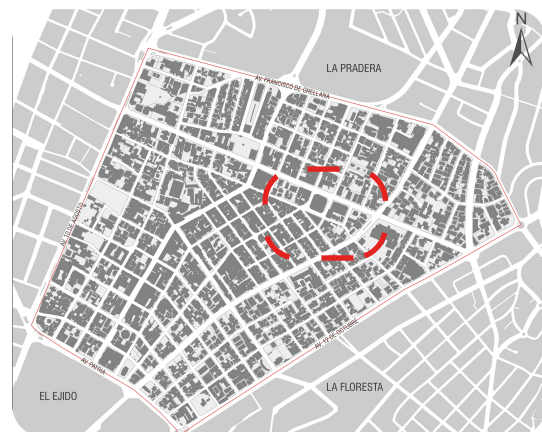 N
LA PRADERA
AV. FRANCISCO DE ORELLANA
AV. 10 DE AGOSTO
AV. 12 DE OCTUBRE
AV. PATRIA
LA FLORESTA
EL EJIDO